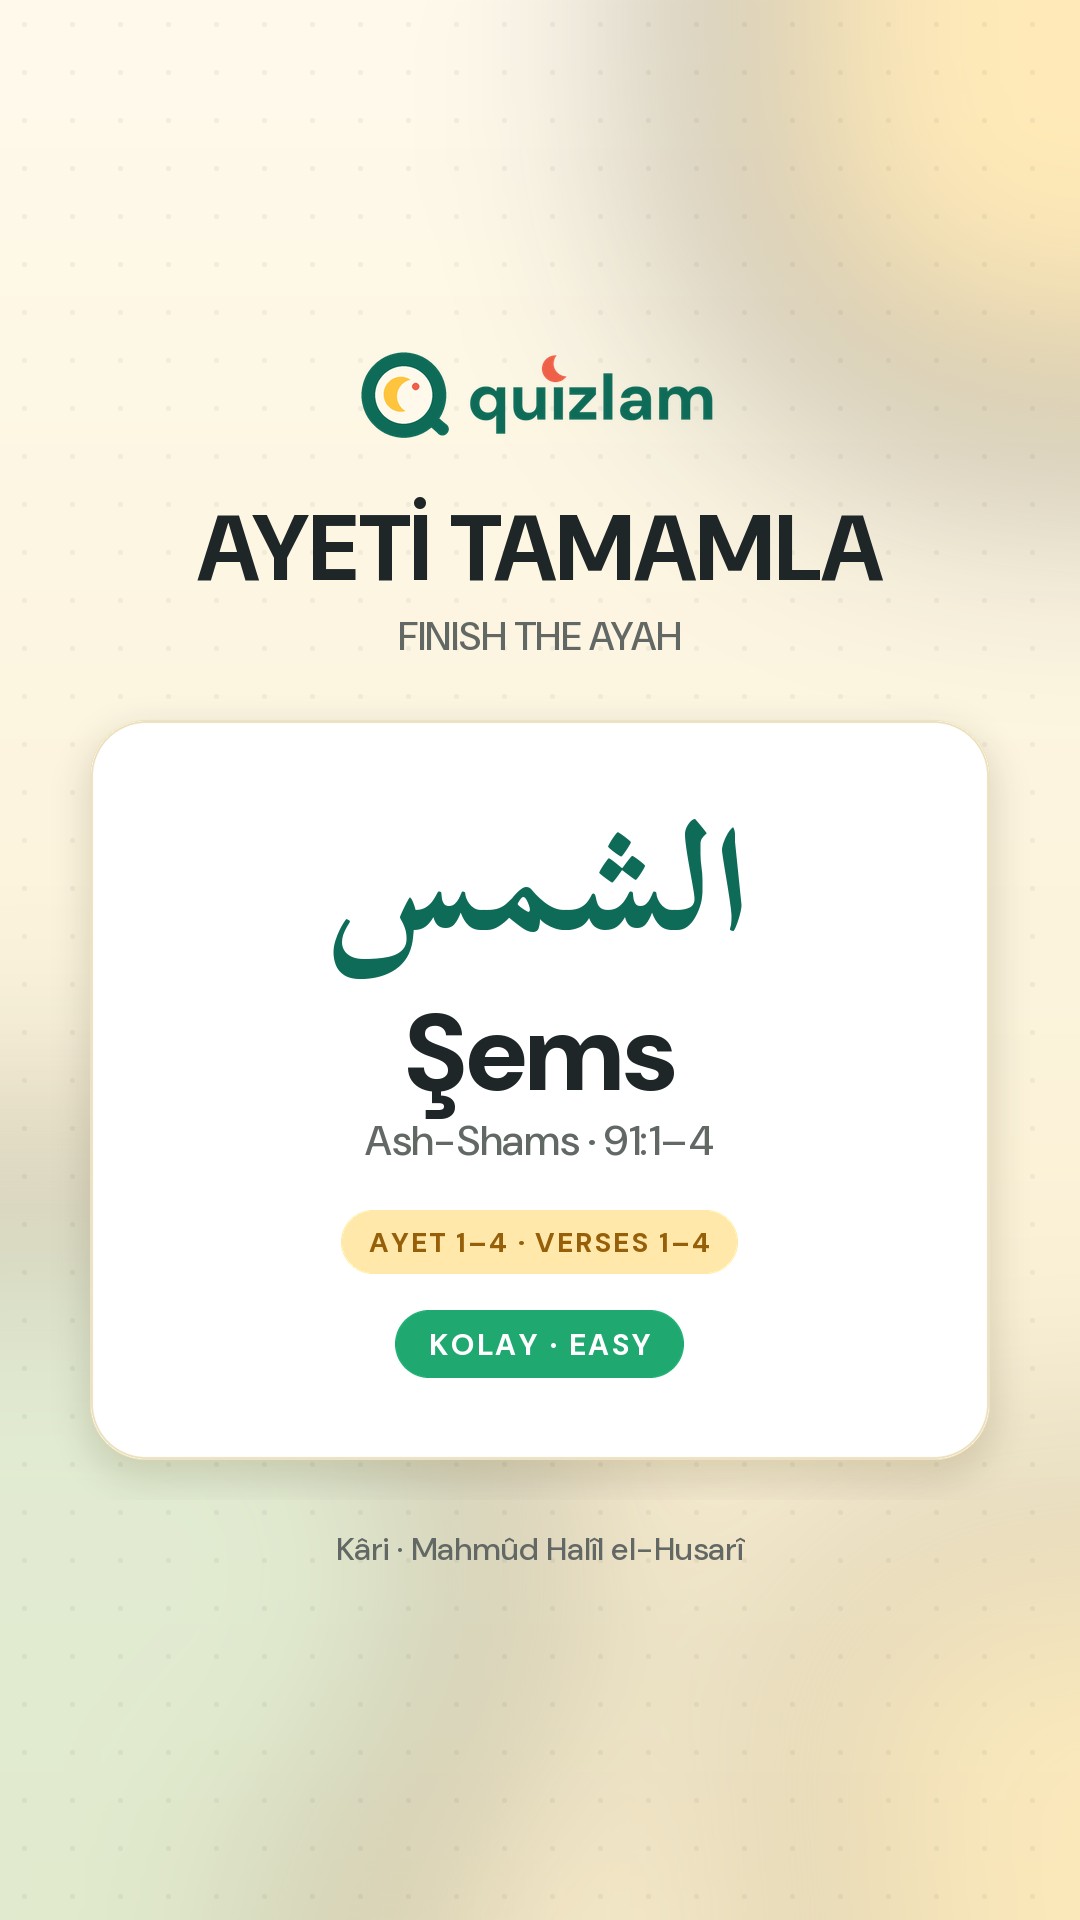 quizlam
AYETİ TAMAMLA
FINISH THE AYAH
الشمس
Şems
Ash-Shams · 91:1–4
AYET 1–4 · VERSES 1–4
KOLAY · EASY
Kâri · Mahmûd Halîl el-Husarî